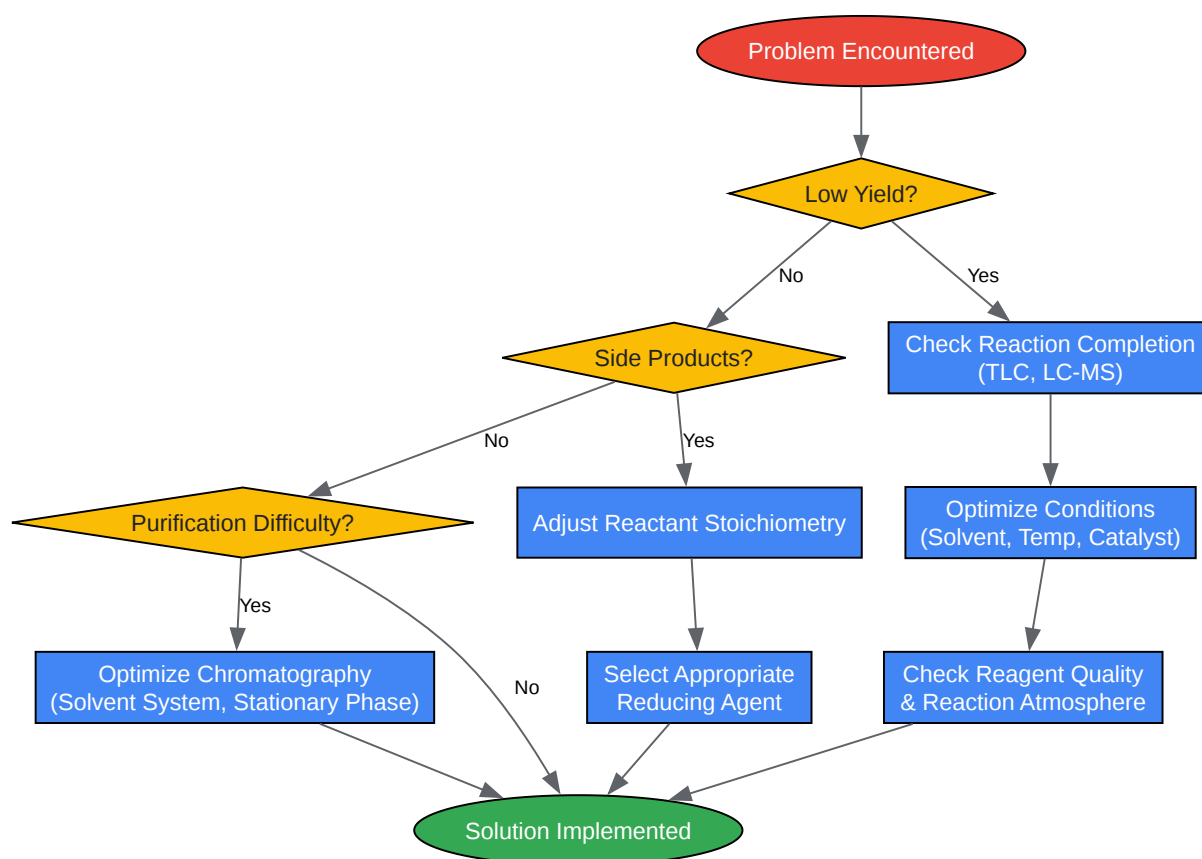 Problem Encountered
Low Yield?
No
Yes
Side Products?
Check Reaction Completion
(TLC, LC-MS)
No
Yes
Purification Difficulty?
Adjust Reactant Stoichiometry
Optimize Conditions
(Solvent, Temp, Catalyst)
Yes
Optimize Chromatography
(Solvent System, Stationary Phase)
No
Select Appropriate
Reducing Agent
Check Reagent Quality
& Reaction Atmosphere
Solution Implemented